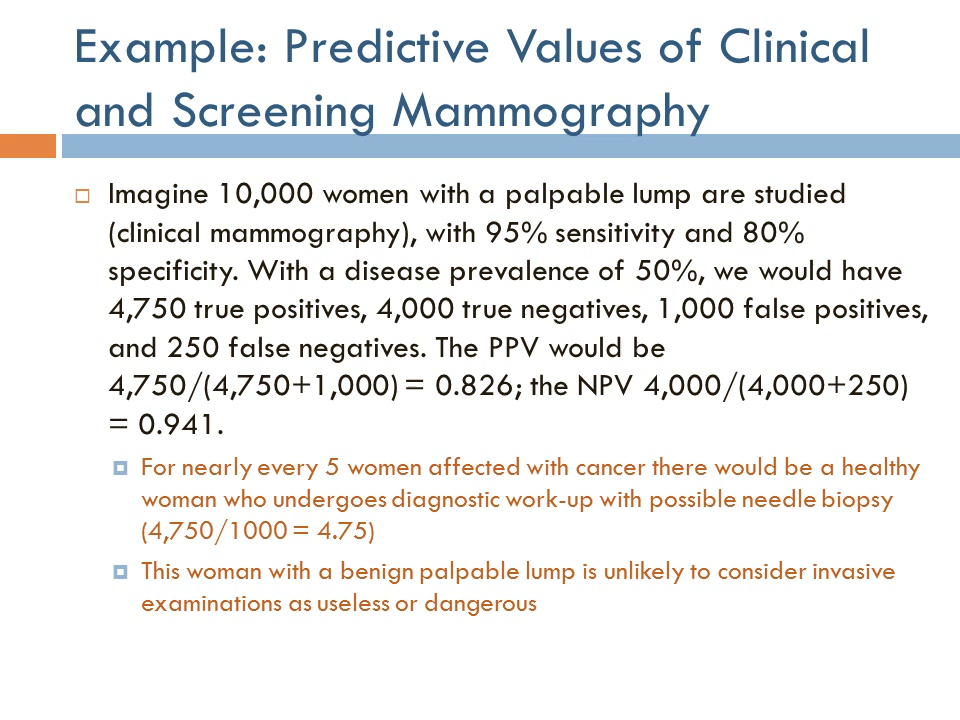 Example: Predictive Values of Clinical
and Screening Mammography
Imagine 10,000 women with a palpable lump are studied
(clinical mammography), with 95% sensitivity and 80%
specificity. With a disease prevalence of 50%, we would have
4,750 true positives, 4,000 true negatives, 1,000 false positives,
and 250 false negatives. The PPV would be
4,750/(4,750+1,000) = 0.826; the NPV 4,000/(4,000+250)
= 0.941.
For nearly every 5 women affected with cancer there would be a healthy
woman who undergoes diagnostic work-up with possible needle biopsy
(4,750/1000 = 4.75)
This woman with a benign palpable lump is unlikely to consider invasive
examinations as useless or dangerous